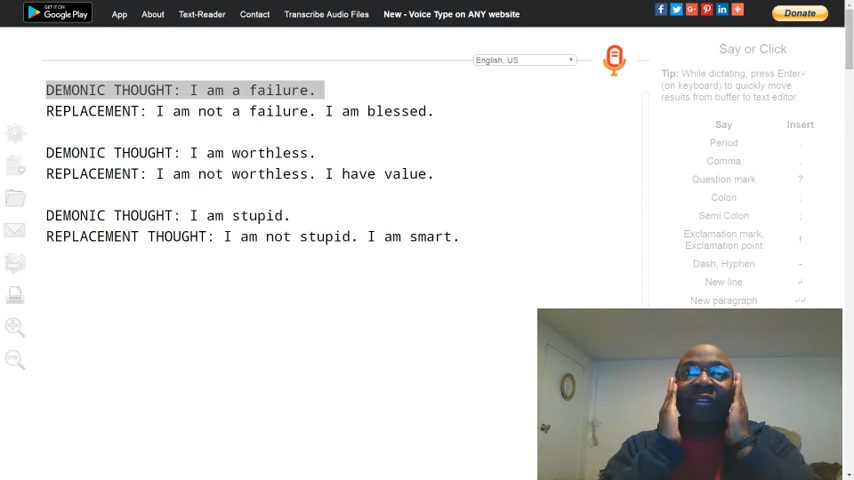 GET IT ON
Google Play
App
About
Text-Reader
Contact
Transcribe Audio Files
New - Voice Type on ANY website
Donate
English, US
DEMONIC THOUGHT: I am a failure.
REPLACEMENT: I am not a failure. I am blessed.
DEMONIC THOUGHT: I am worthless.
REPLACEMENT: I am not worthless. I have value.
DEMONIC THOUGHT: I am stupid.
REPLACEMENT THOUGHT: I am not stupid. I am smart.
Say or Click
Tip: While dictating, press Enter↵
(on keyboard) to quickly move
results from buffer to text editor.
Say Insert
Period .
Comma ,
Question mark ?
Colon :
Semi Colon ;
Exclamation mark,
Exclamation point !
Dash, Hyphen -
New line ↵
New paragraph ↵↵